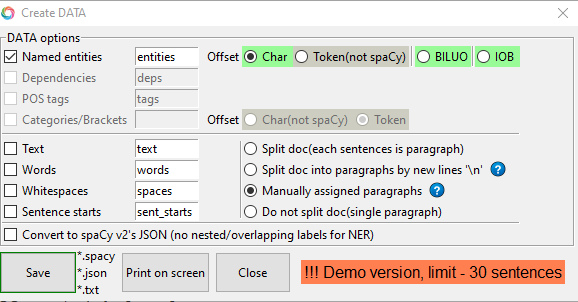 Create DATA
DATA options
Named entities entities Offset Char Token(not spaCy) BILUO IOB
Dependencies deps
POS tags tags
Categories/Brackets Offset Char(not spaCy) Token
Text text Split doc(each sentences is paragraph)
Words words Split doc into paragraphs by new lines '\n' ?
Whitespaces spaces Manually assigned paragraphs ?
Sentence starts sent_starts Do not split doc(single paragraph)
Convert to spaCy v2's JSON (no nested/overlapping labels for NER)
Save *.spacy *.json *.txt Print on screen Close !!! Demo version, limit - 30 sentences